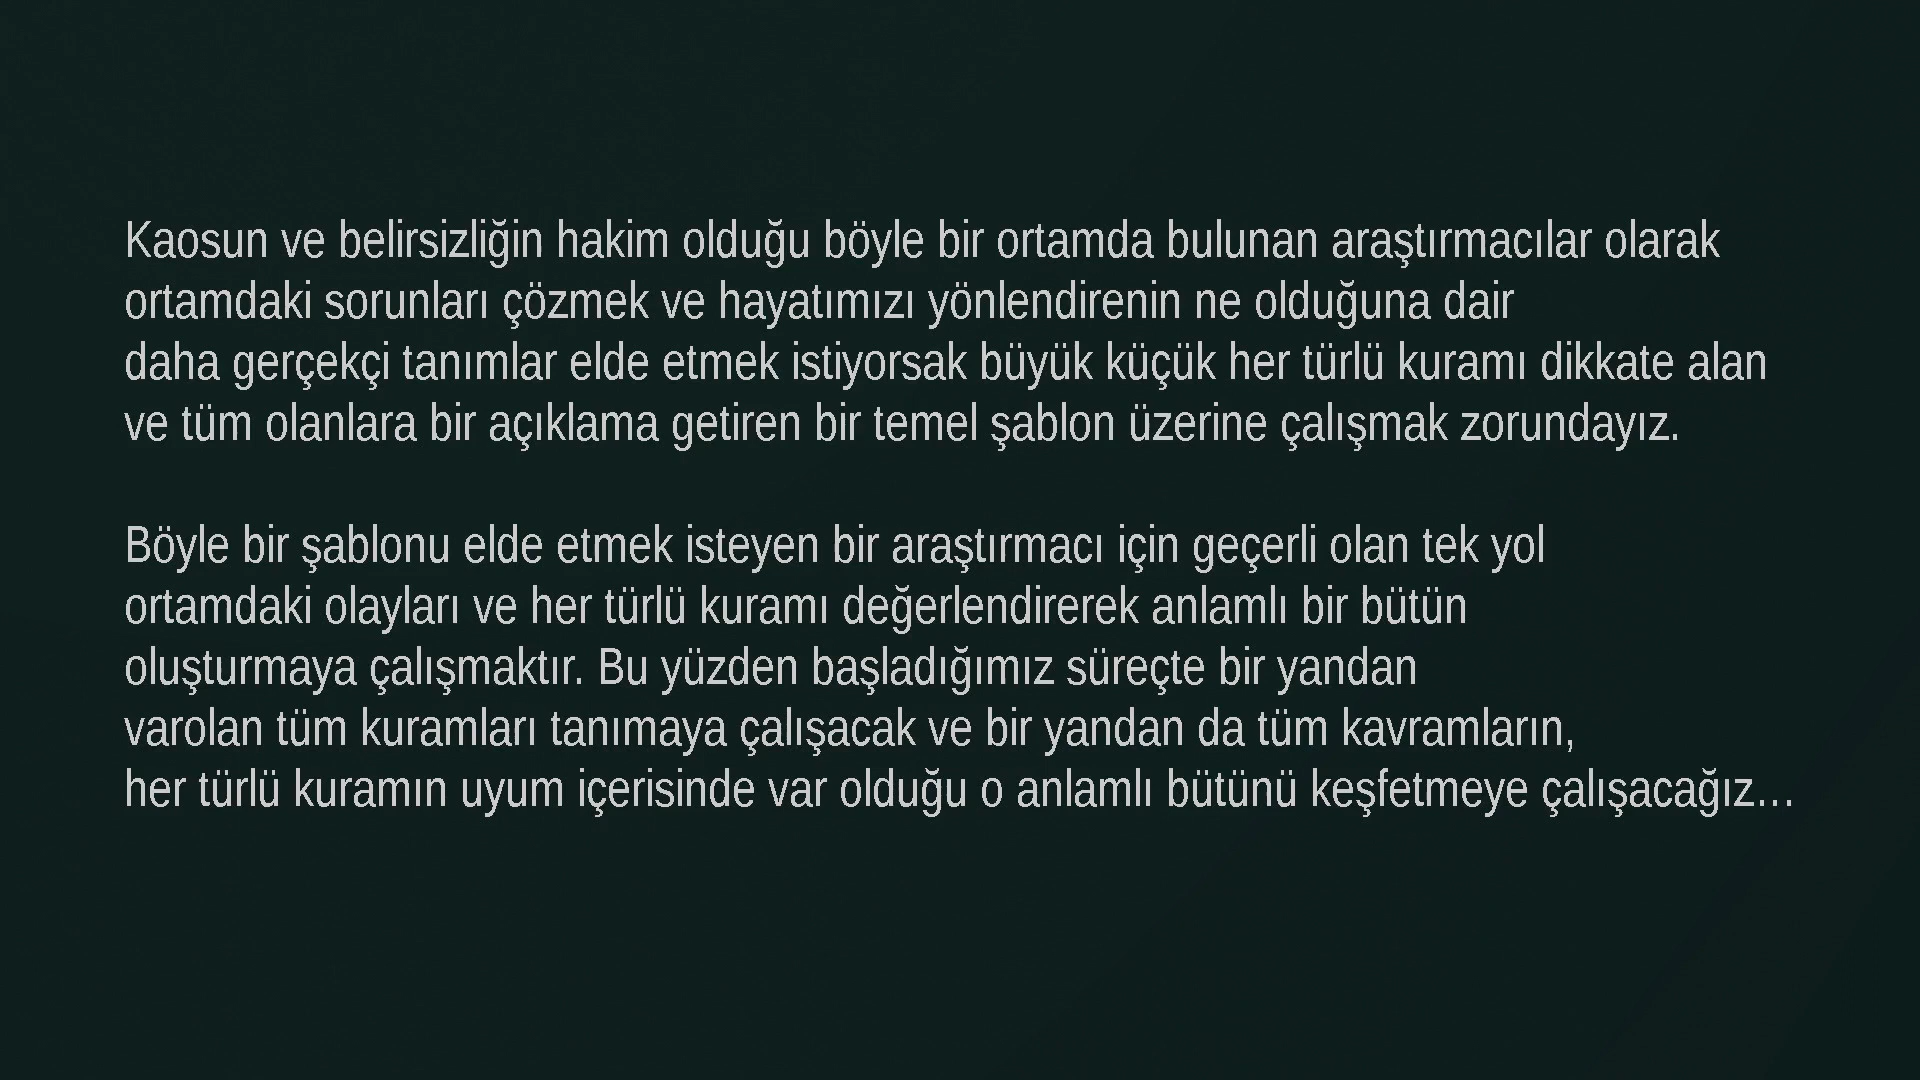 Kaosun ve belirsizliğin hakim olduğu böyle bir ortamda bulunan araştırmacılar olarak
ortamdaki sorunları çözmek ve hayatımızı yönlendirenin ne olduğuna dair
daha gerçekçi tanımlar elde etmek istiyorsak büyük küçük her türlü kuramı dikkate alan
ve tüm olanlara bir açıklama getiren bir temel şablon üzerine çalışmak zorundayız.
Böyle bir şablonu elde etmek isteyen bir araştırmacı için geçerli olan tek yol
ortamdaki olayları ve her türlü kuramı değerlendirerek anlamlı bir bütün
oluşturmaya çalışmaktır. Bu yüzden başladığımız süreçte bir yandan
varolan tüm kuramları tanımaya çalışacak ve bir yandan da tüm kavramların,
her türlü kuramın uyum içerisinde var olduğu o anlamlı bütünü keşfetmeye çalışacağız…